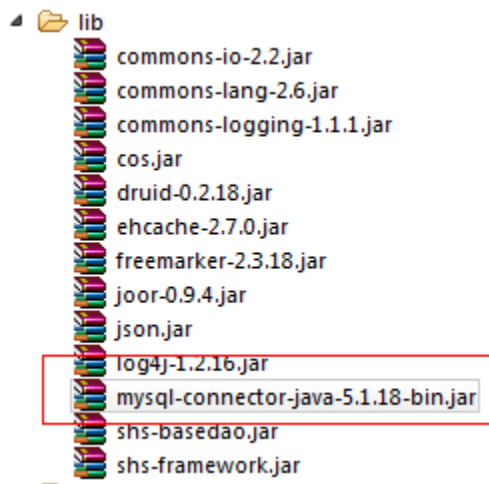 lib
commons-io-2.2.jar
commons-lang-2.6.jar
commons-logging-1.1.1.jar
cos.jar
druid-0.2.18.jar
ehcache-2.7.0.jar
freemarker-2.3.18.jar
joor-0.9.4.jar
json.jar
log4j-1.2.16.jar
mysql-connector-java-5.1.18-bin.jar
shs-basedao.jar
shs-framework.jar